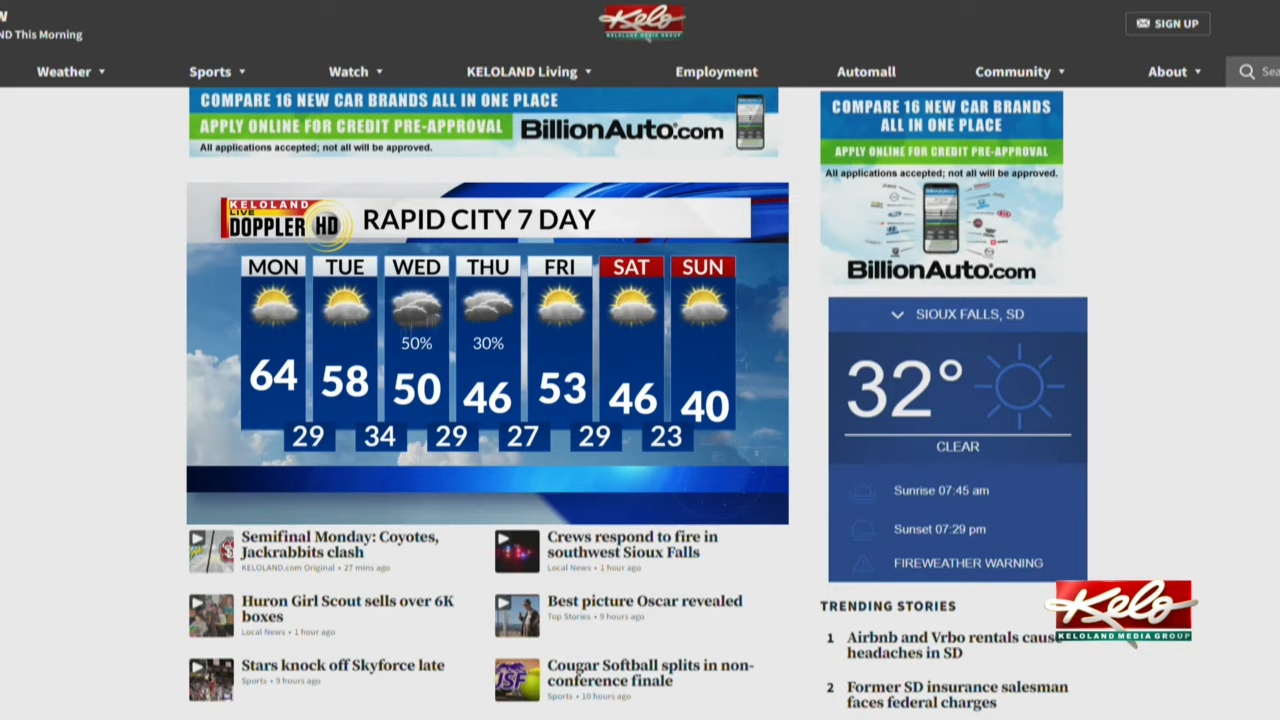 W
ND This Morning
Kelo
KELOLAND MEDIA GROUP
SIGN UP
Weather
Sports
Watch
KELOLAND Living
Employment
Automall
Community
About
Sea
COMPARE 16 NEW CAR BRANDS ALL IN ONE PLACE
APPLY ONLINE FOR CREDIT PRE-APPROVAL
BillionAuto.com
All applications accepted; not all will be approved.
COMPARE 16 NEW CAR BRANDS
ALL IN ONE PLACE
APPLY ONLINE FOR CREDIT PRE-APPROVAL
All applications accepted; not all will be approved.
BillionAuto.com
KELOLAND
LIVE
DOPPLER HD
RAPID CITY 7 DAY
MON TUE WED THU FRI SAT SUN
50% 30%
64 58 50 46 53 46 40
29 34 29 27 29 23
SIOUX FALLS, SD
32°
CLEAR
Sunrise 07:45 am
Sunset 07:29 pm
FIREWEATHER WARNING
Semifinal Monday: Coyotes,
Jackrabbits clash
KELOLAND.com Original • 27 mins ago
Crews respond to fire in
southwest Sioux Falls
Local News • 1 hour ago
Huron Girl Scout sells over 6K
boxes
Local News • 1 hour ago
Best picture Oscar revealed
Top Stories • 9 hours ago
Stars knock off Skyforce late
Sports • 9 hours ago
USF
Cougar Softball splits in non-
conference finale
Sports • 10 hours ago
TRENDING STORIES
1 Airbnb and Vrbo rentals cause
headaches in SD
2 Former SD insurance salesman
faces federal charges
Kelo
KELOLAND MEDIA GROUP